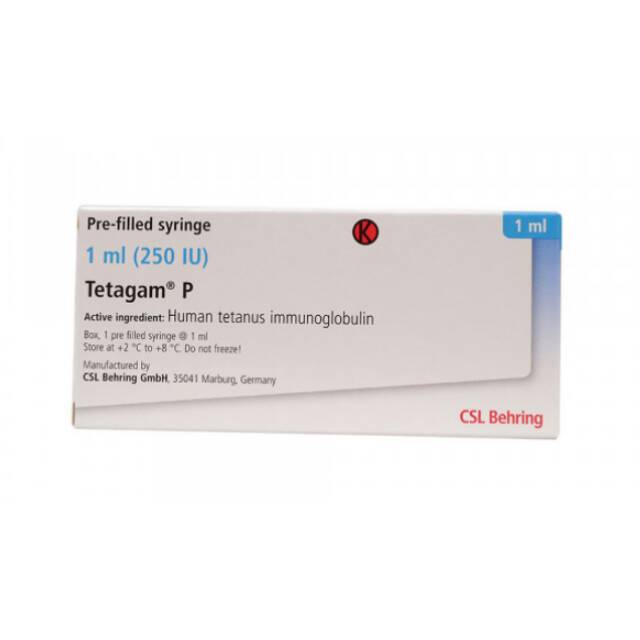 Pre-filled syringe
1 ml
K
1 ml (250 IU)
Tetagam® P
Active ingredient: Human tetanus immunoglobulin
Box, 1 pre filled syringe @ 1 ml
Store at +2 °C to +8 °C. Do not freeze!
Manufactured by
CSL Behring GmbH, 35041 Marburg, Germany
CSL Behring